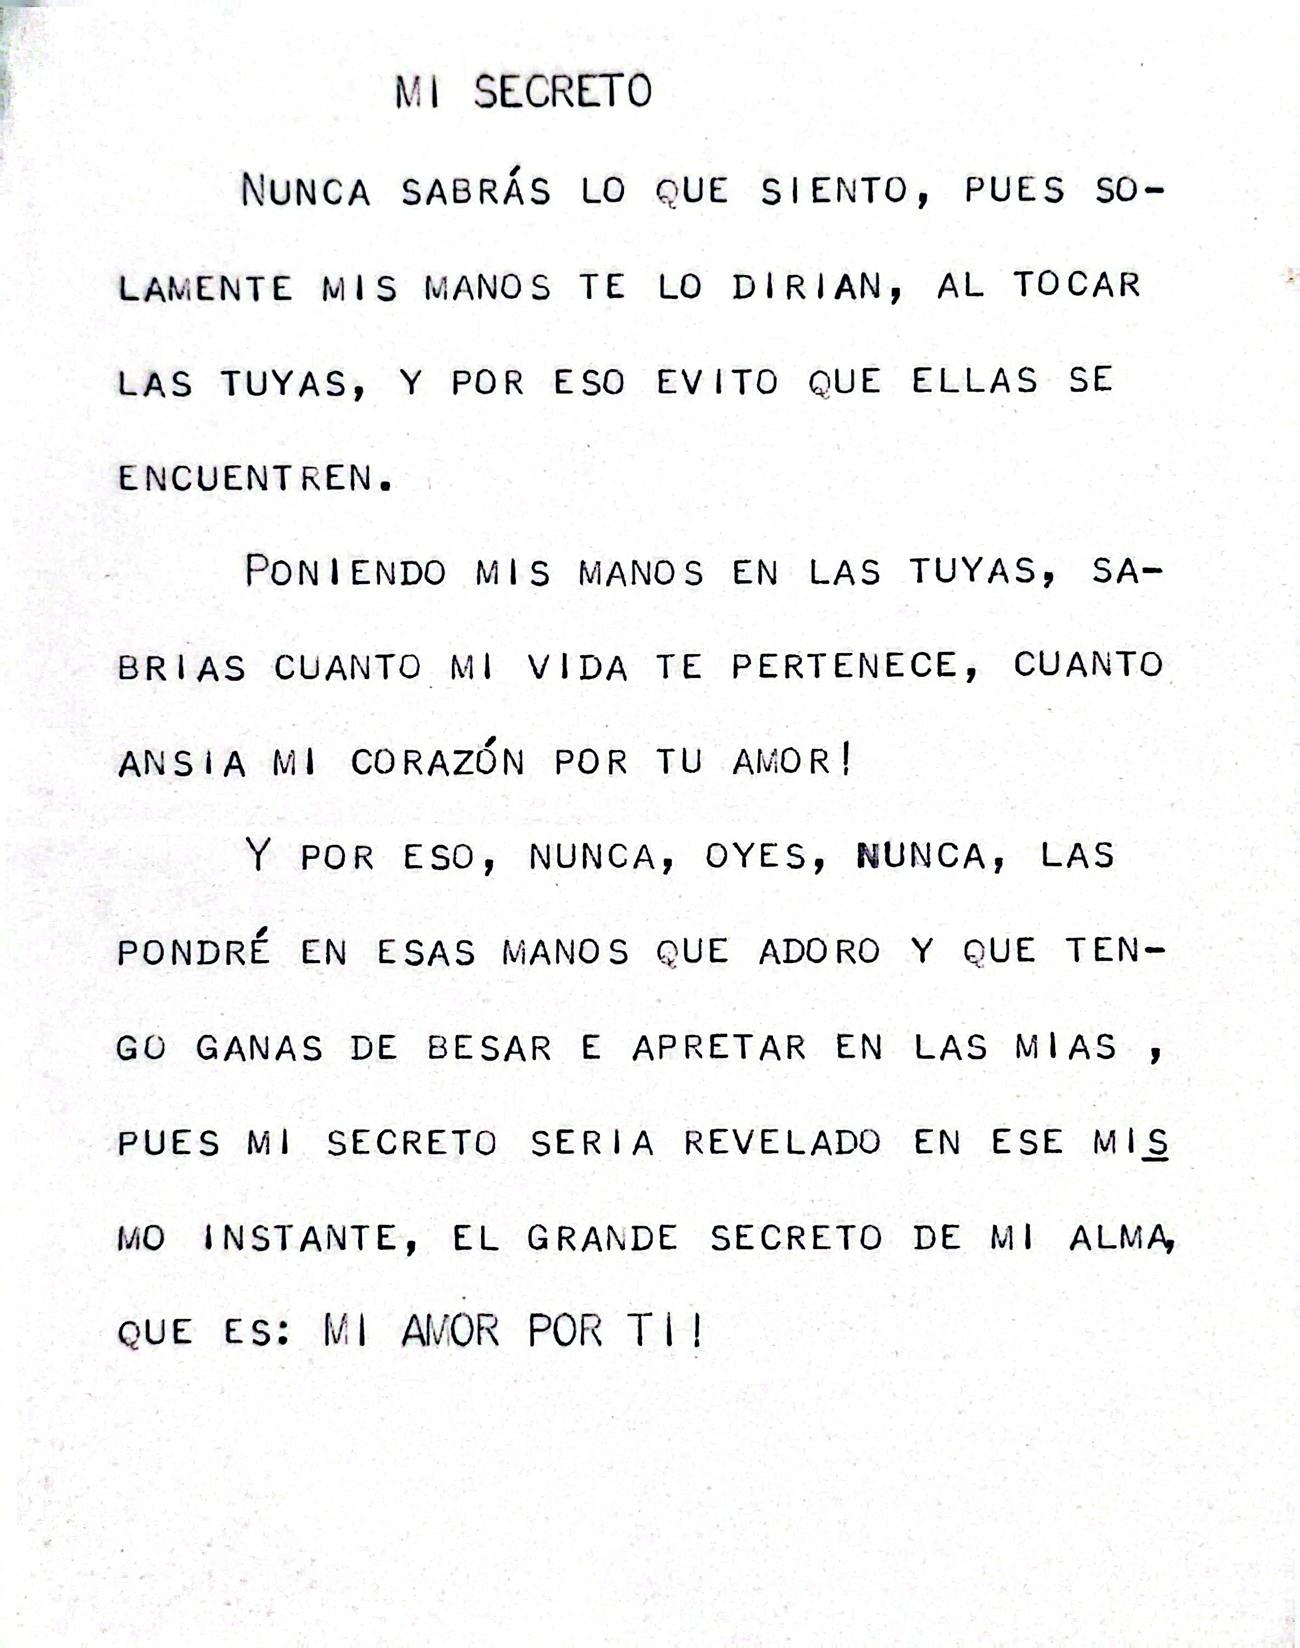 MI SECRETO
NUNCA SABRÁS LO QUE SIENTO, PUES SO-
LAMENTE MIS MANOS TE LO DIRIAN, AL TOCAR
LAS TUYAS, Y POR ESO EVITO QUE ELLAS SE
ENCUENTREN.
PONIENDO MIS MANOS EN LAS TUYAS, SA-
BRIAS CUANTO MI VIDA TE PERTENECE, CUANTO
ANSIA MI CORAZÓN POR TU AMOR!
Y POR ESO, NUNCA, OYES, NUNCA, LAS
PONDRÉ EN ESAS MANOS QUE ADORO Y QUE TEN-
GO GANAS DE BESAR E APRETAR EN LAS MIAS ,
PUES MI SECRETO SERIA REVELADO EN ESE MIS
MO INSTANTE, EL GRANDE SECRETO DE MI ALMA,
QUE ES: MI AMOR POR TI!